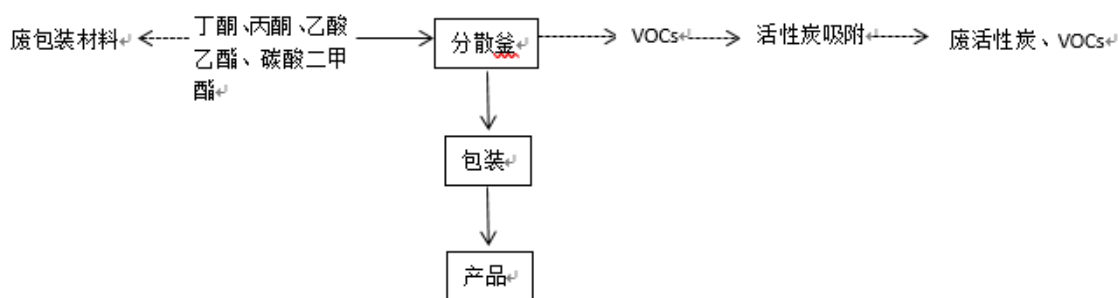 废包装材料
丁酮、丙酮、乙酸
乙酯、碳酸二甲
酯
分散釜
VOCs
活性炭吸附
废活性炭、VOCs
包装
产品